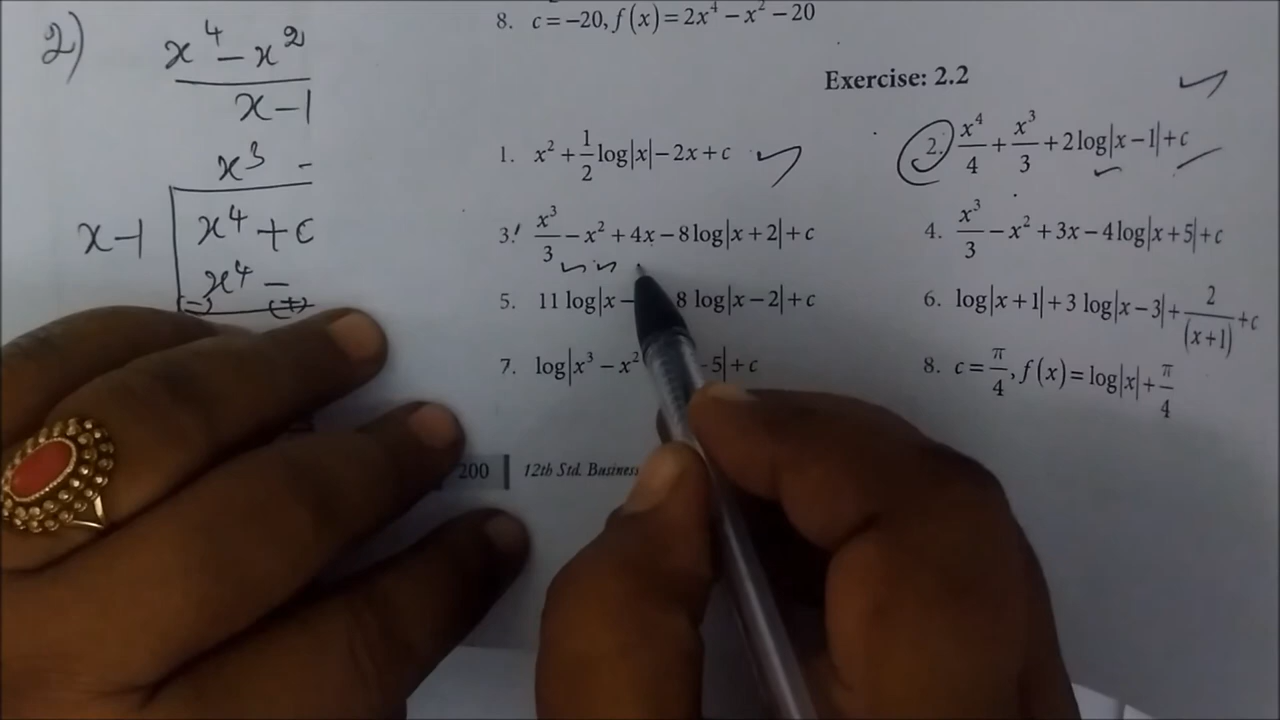 2) x⁴ − x²
x − 1
x³ −
x−1 x⁴ + c
x⁴ −
(−) (+)
8. c = −20, f(x) = 2x⁴ − x² − 20
Exercise: 2.2
1. x² + 1/2 log|x| − 2x + c
2. x⁴/4 + x³/3 + 2 log|x − 1| + c
3. x³/3 − x² + 4x − 8 log|x + 2| + c
4. x³/3 − x² + 3x − 4 log|x + 5| + c
5. 11 log|x − 8 log|x − 2| + c
6. log|x + 1| + 3 log|x − 3| + 2/(x+1) + c
7. log|x³ − x² −5| + c
8. c = π/4, f(x) = log|x| + π/4
200 | 12th Std. Business